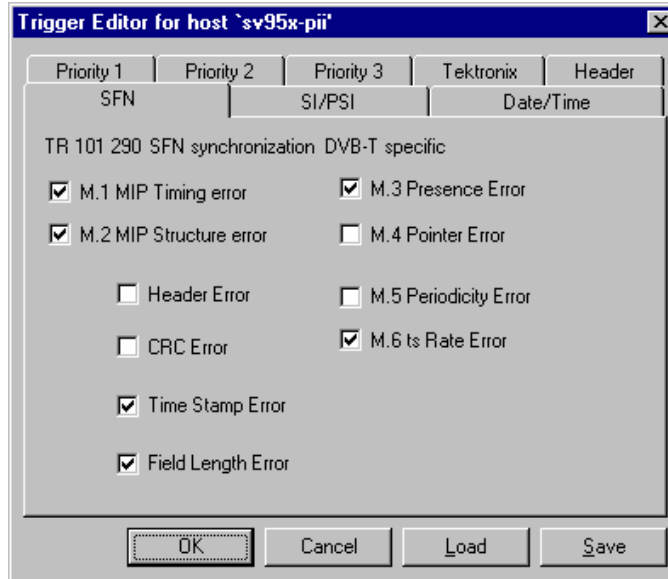 Trigger Editor for host `sv95x-pii'
Priority 1 Priority 2 Priority 3 Tektronix Header
SFN SI/PSI Date/Time
TR 101 290 SFN synchronization DVB-T specific
M.1 MIP Timing error
M.3 Presence Error
M.2 MIP Structure error
M.4 Pointer Error
Header Error
M.5 Periodicity Error
CRC Error
M.6 ts Rate Error
Time Stamp Error
Field Length Error
OK Cancel Load Save